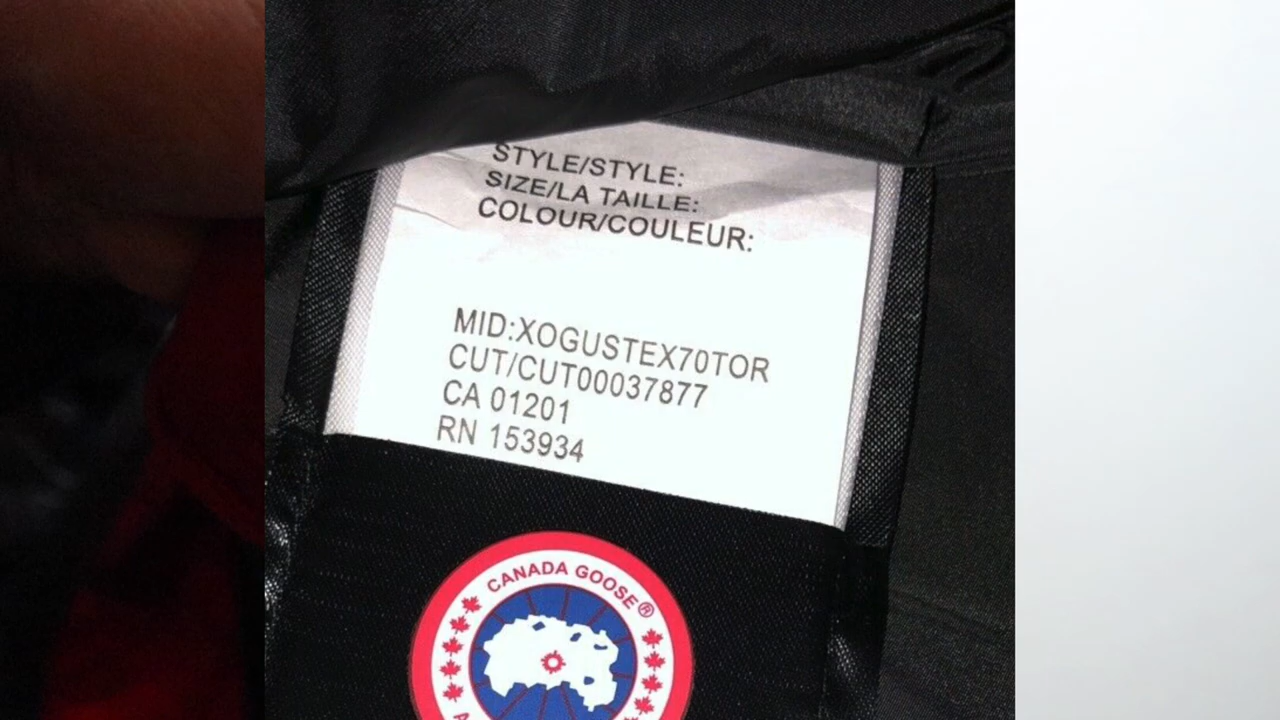 STYLE/STYLE:
SIZE/LA TAILLE:
COLOUR/COULEUR:
MID:XOGUSTEX70TOR
CUT/CUT00037877
CA 01201
RN 153934
CANADA GOOSE®